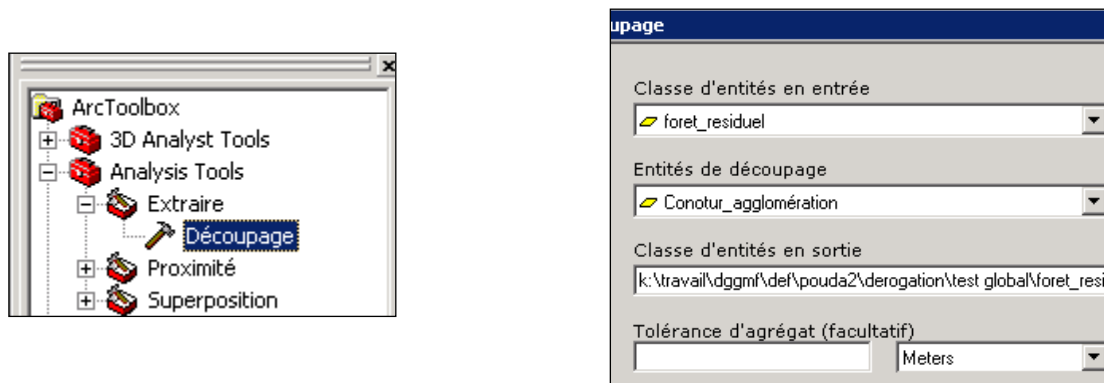 ArcToolbox
3D Analyst Tools
Analysis Tools
Extraire
Découpage
Proximité
Superposition
upage
Classe d'entités en entrée
foret_residuel
Entités de découpage
Conotur_agglomération
Classe d'entités en sortie
k:\travail\dggmf\def\pouda2\derogation\test global\foret_resi
Tolérance d'agrégat (facultatif)
Meters